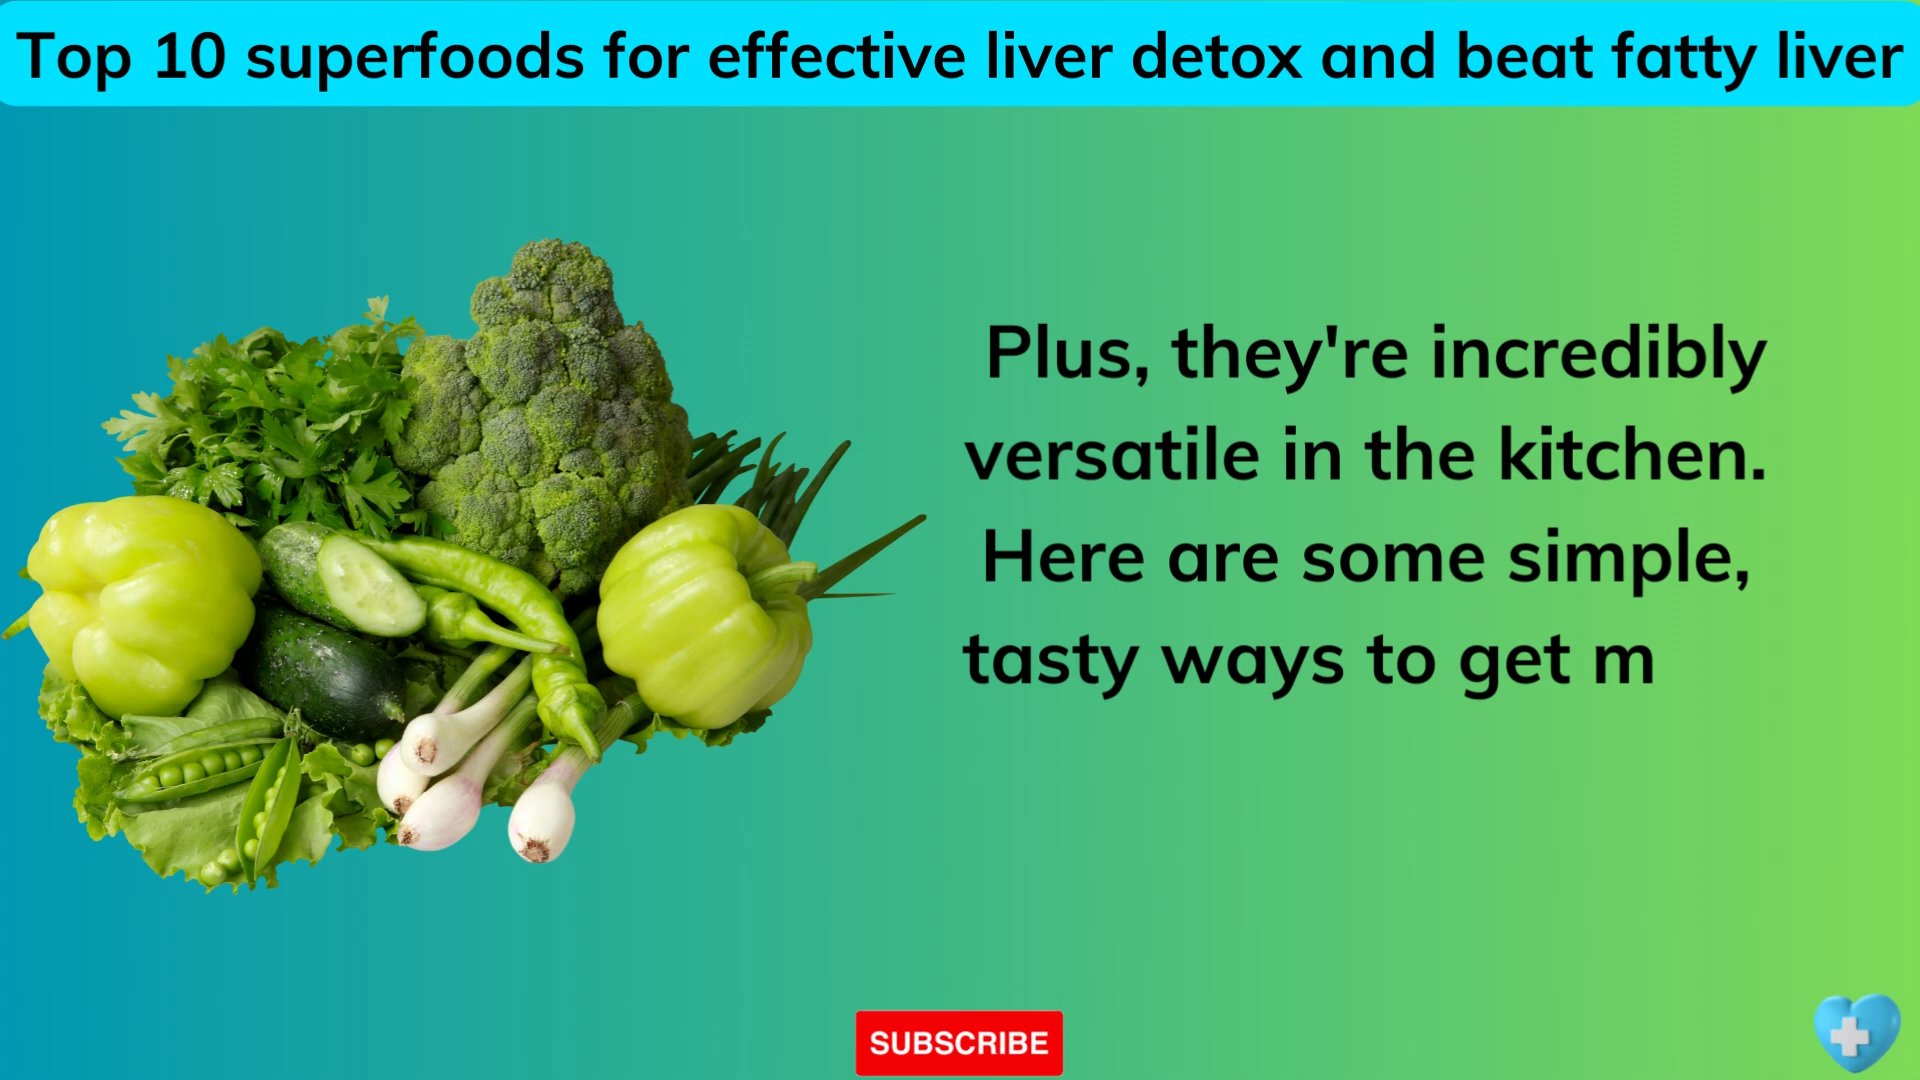 Top 10 superfoods for effective liver detox and beat fatty liver
Plus, they're incredibly
versatile in the kitchen.
Here are some simple,
tasty ways to get m
SUBSCRIBE